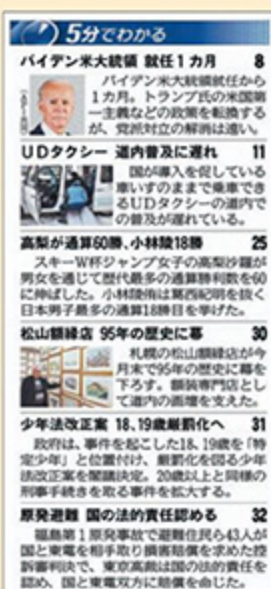 5分でわかる
バイデン米大統領 就任1カ月 8
バイデン米大統領就任から
1カ月。トランプ氏の米国第
一主義などの政策を転換する
が、党派対立の解消は遠い。
UDタクシー 道内普及に遅れ 11
国が導入を促している
車いすのままで乗車でき
るUDタクシーの道内で
の普及が遅れている。
高梨が通算60勝、小林陵18勝 25
スキーW杯ジャンプ女子の高梨沙羅が
男女を通じて歴代最多の通算勝利数を60
に伸ばした。小林陵侑は葛西紀明を抜く
日本男子最多の通算18勝目を挙げた。
松山額縁店 95年の歴史に幕 30
札幌の松山額縁店が今
月末で95年の歴史に幕を
下ろす。額装専門店とし
て道内の画壇を支えた。
少年法改正案 18、19歳厳罰化へ 31
政府は、事件を起こした18、19歳を「特
定少年」と位置付け、厳罰化を図る少年
法改正案を閣議決定。20歳以上と同様の
刑事手続きを取る事件を拡大する。
原発避難 国の法的責任認める 32
福島第1原発事故で避難住民ら43人が
国と東電を相手取り損害賠償を求めた控
訴審判決で、東京高裁は国の法的責任を
認め、国と東電双方に賠償を命じた。